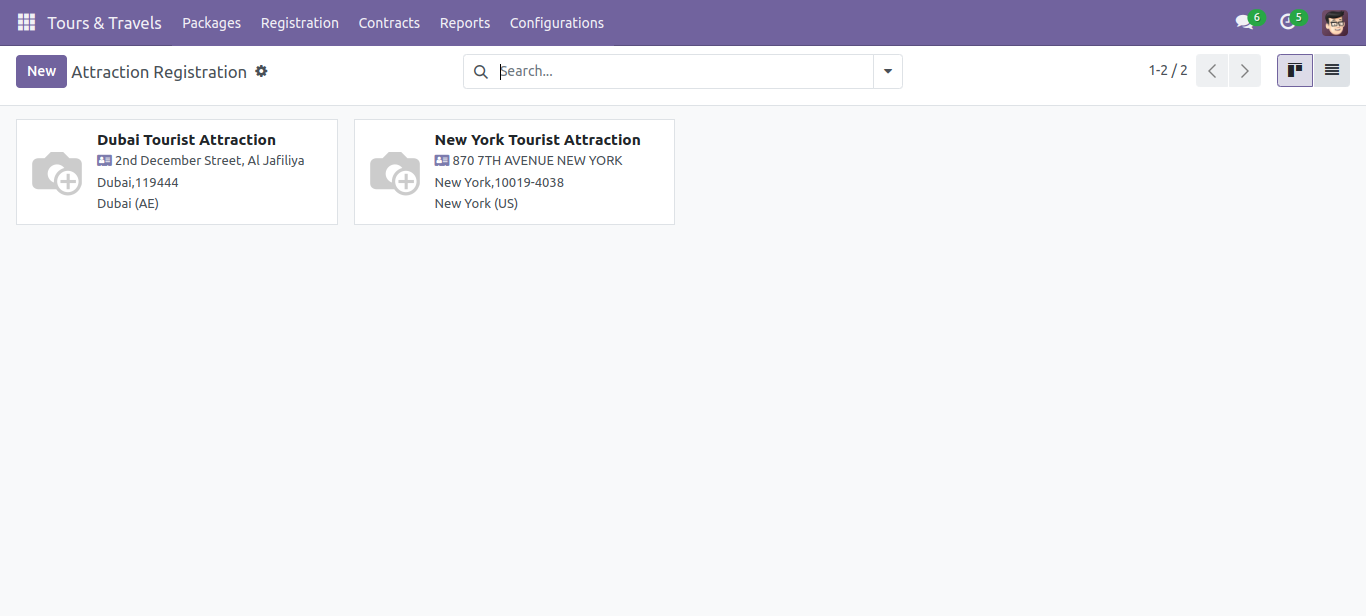 Tours & Travels Packages Registration Contracts Reports Configurations 6 5
New Attraction Registration Search... 1-2 / 2
Dubai Tourist Attraction
2nd December Street, Al Jafiliya
Dubai,119444
Dubai (AE)
New York Tourist Attraction
870 7TH AVENUE NEW YORK
New York,10019-4038
New York (US)